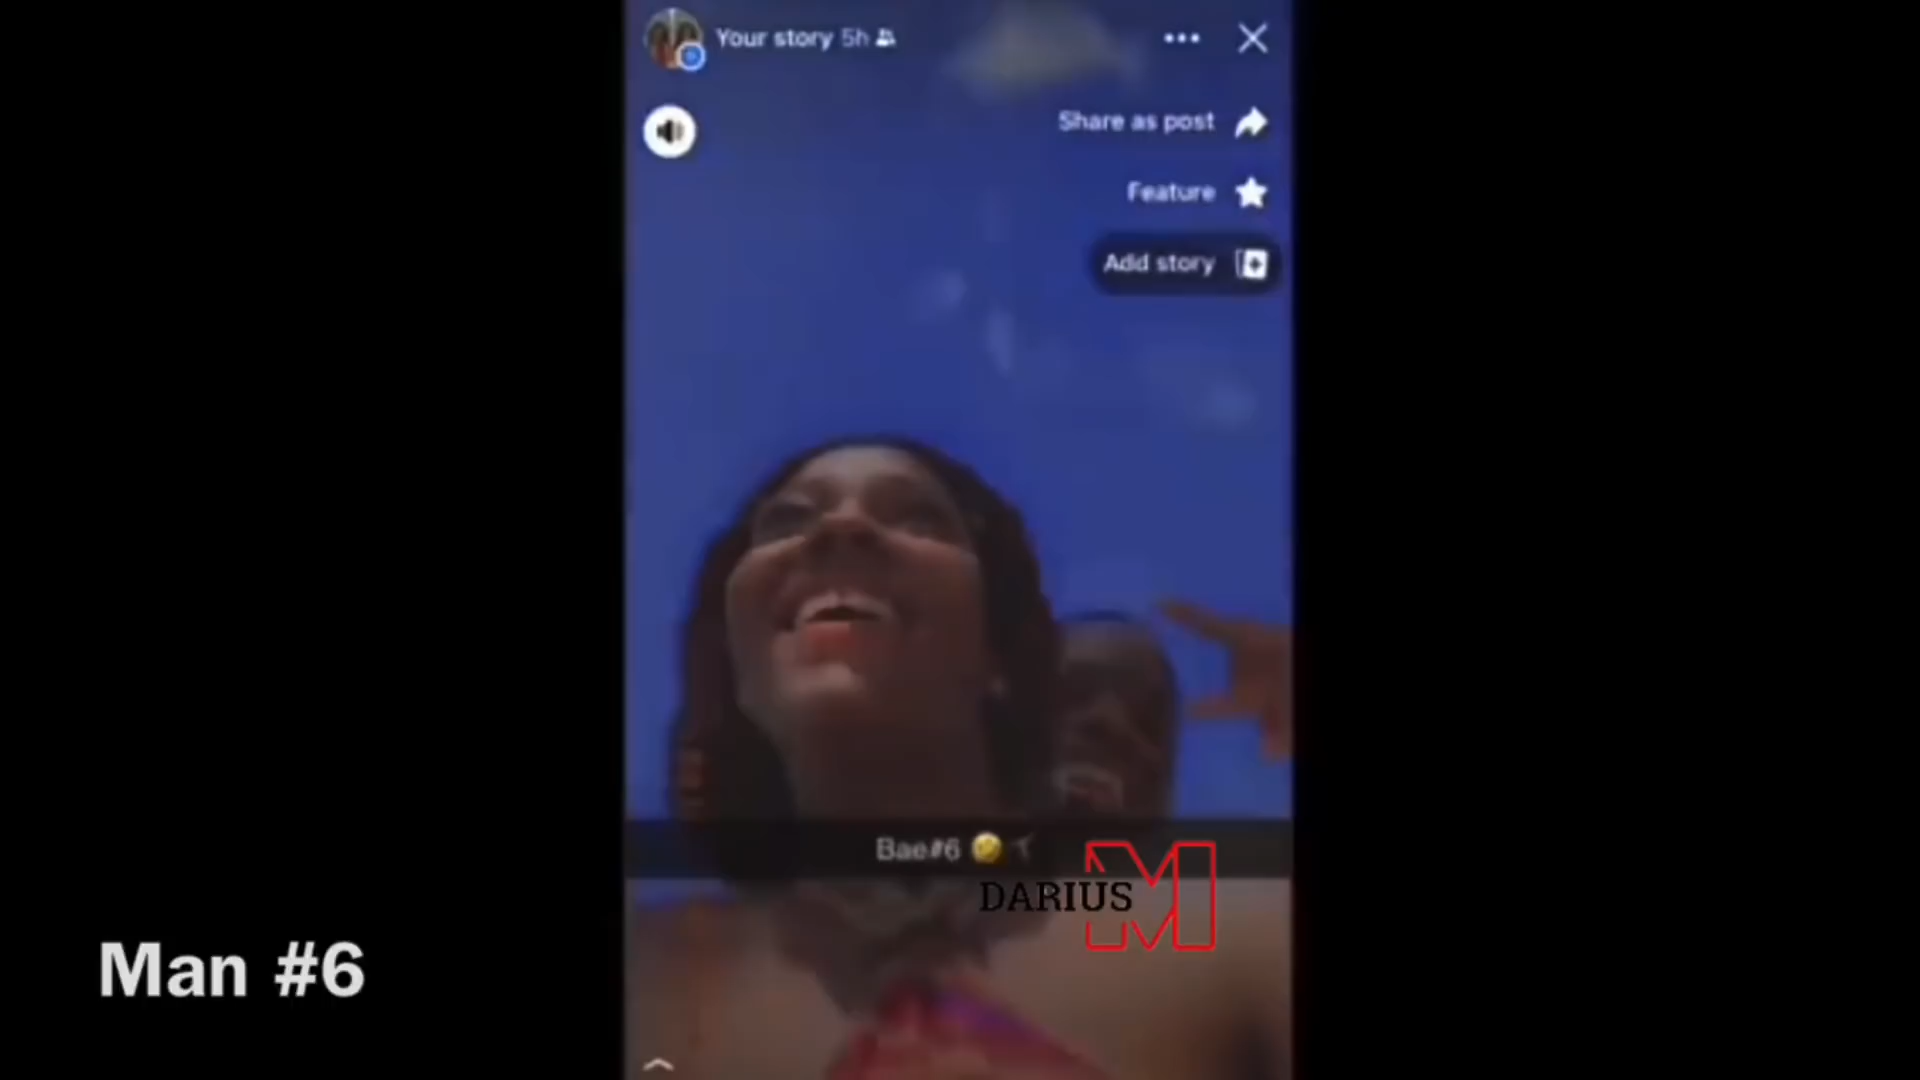 Your story 5h
Share as post
Feature
Add story
Bae#6 🤣
DARIUS M
Man #6